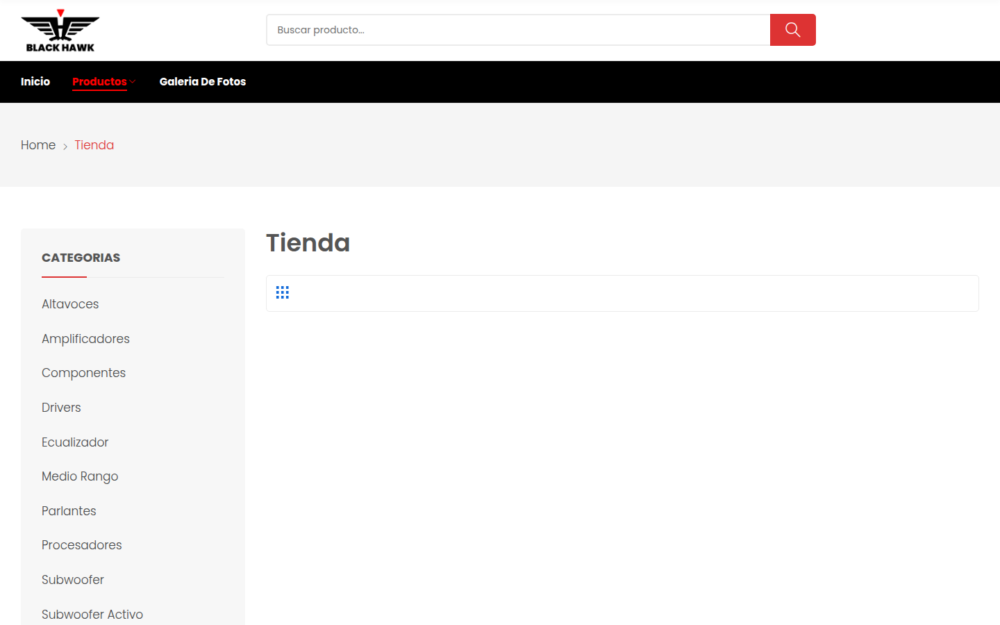 BLACK HAWK
Buscar producto...
Inicio
Productos
Galeria De Fotos
Home
Tienda
CATEGORIAS
Altavoces
Amplificadores
Componentes
Drivers
Ecualizador
Medio Rango
Parlantes
Procesadores
Subwoofer
Subwoofer Activo
Tienda